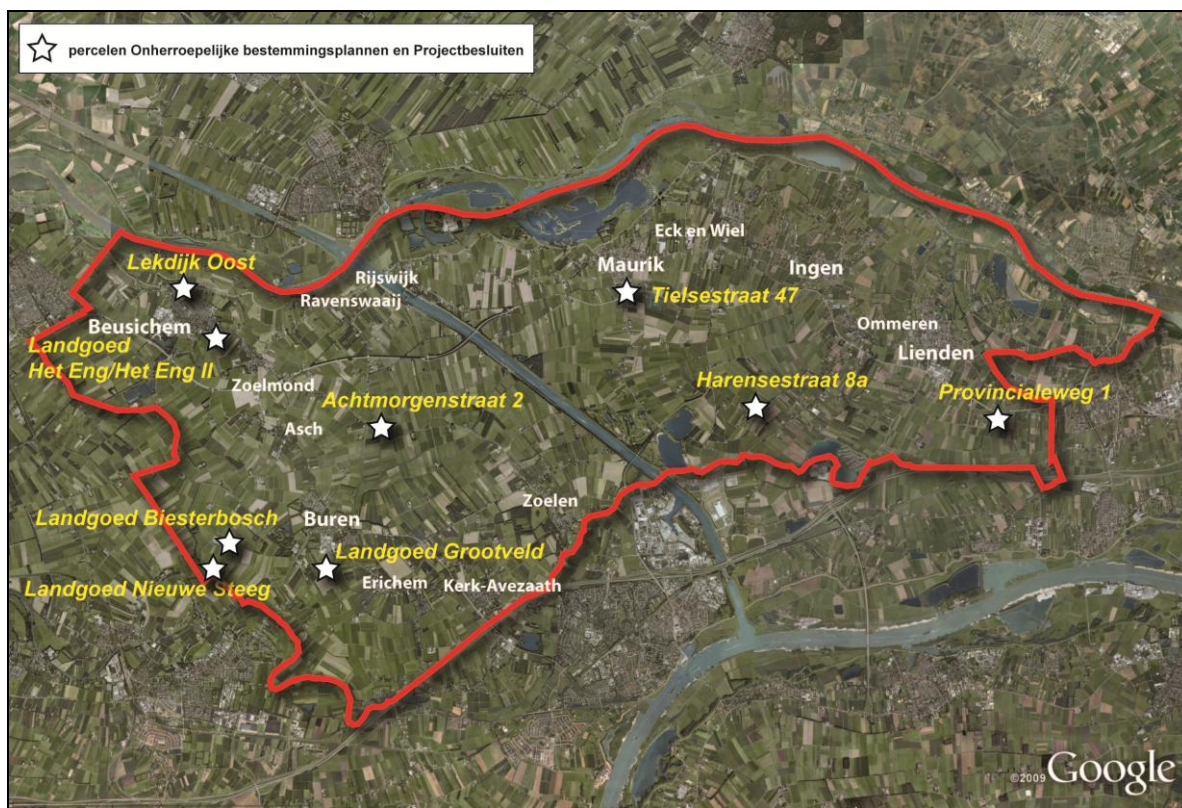 percelen Onherroepelijke bestemmingsplannen en Projectbesluiten
Eck en Wiel
Lekdijk Oost
Rijswijk
Maurik
Ingen
Ravenswaaij
Tielsestraat 47
Beusichem
Ommeren
Landgoed
Het Eng/Het Eng II
Lienden
Zoelmond
Harensestraat 8a
Provincialeweg 1
Achtmorgenstraat 2
Asch
Zoelen
Landgoed Biesterbosch
Buren
Landgoed Grootveld
Landgoed Nieuwe Steeg
Erichem
Kerk-Avezaath
©2009 Google